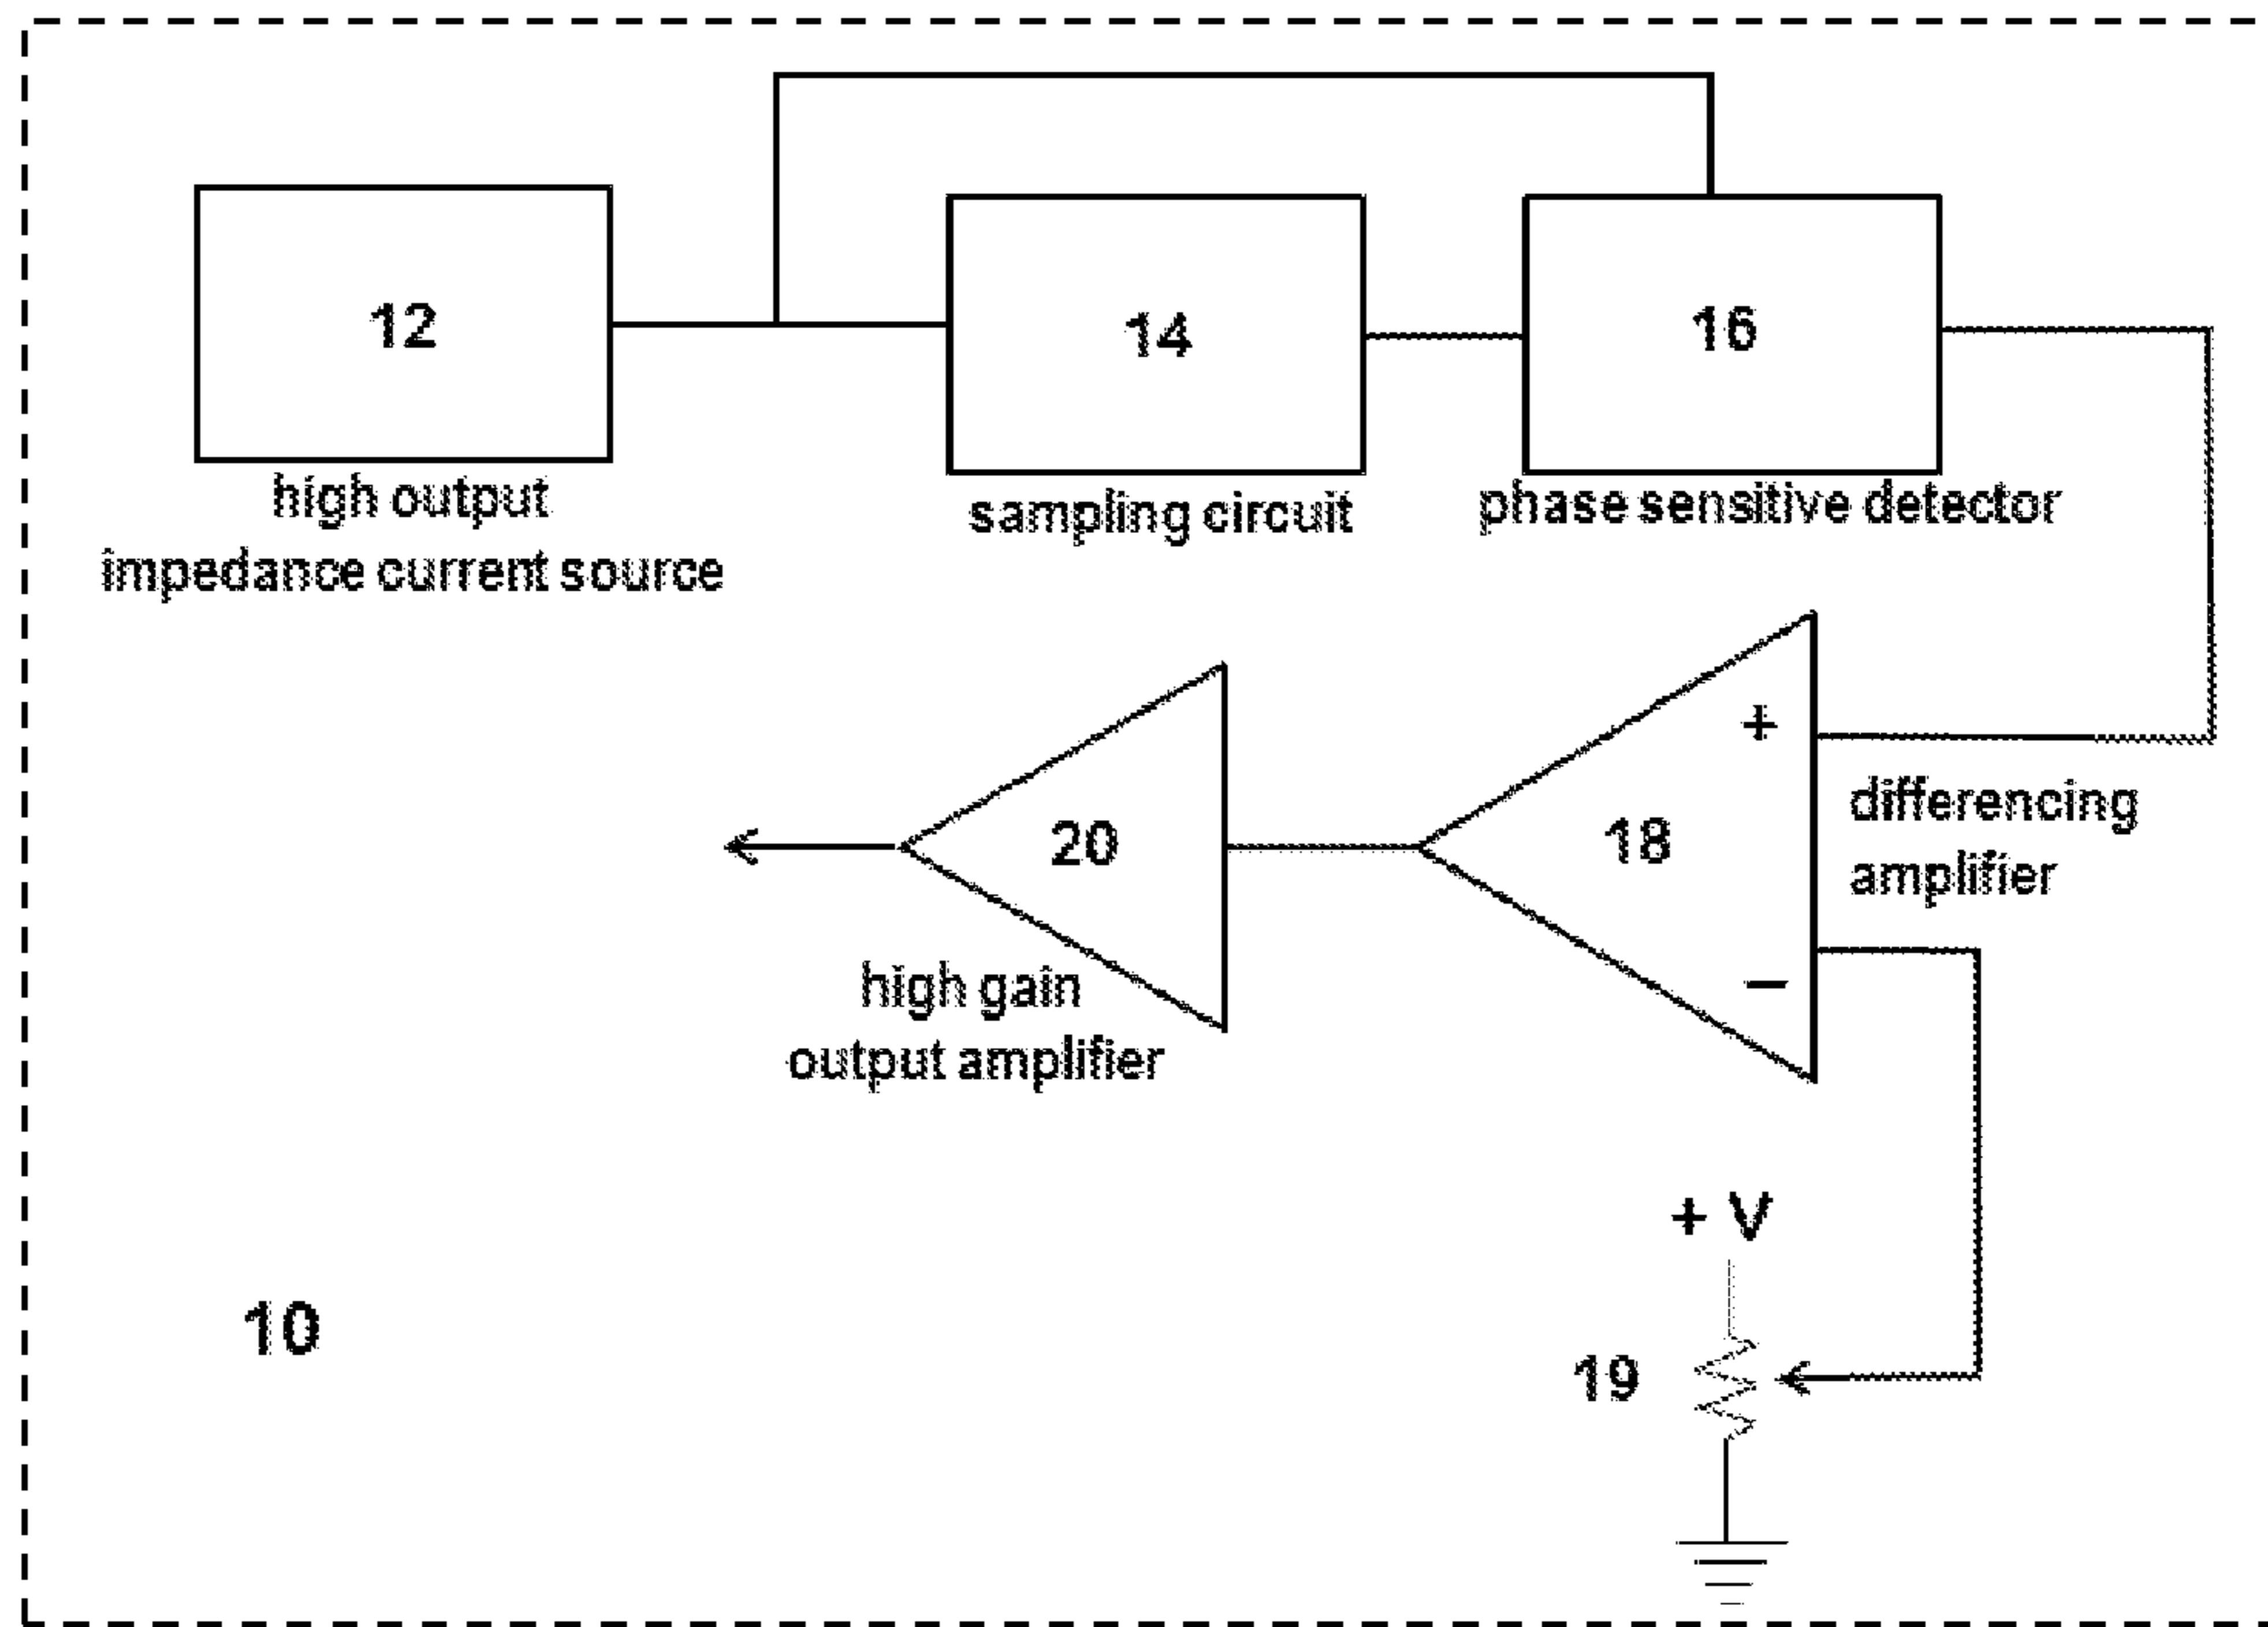 12
14
16
high output
impedance current source
sampling circuit
phase sensitive detector
+
differencing
amplifier
18
20
−
high gain
output amplifier
+ V
19
10